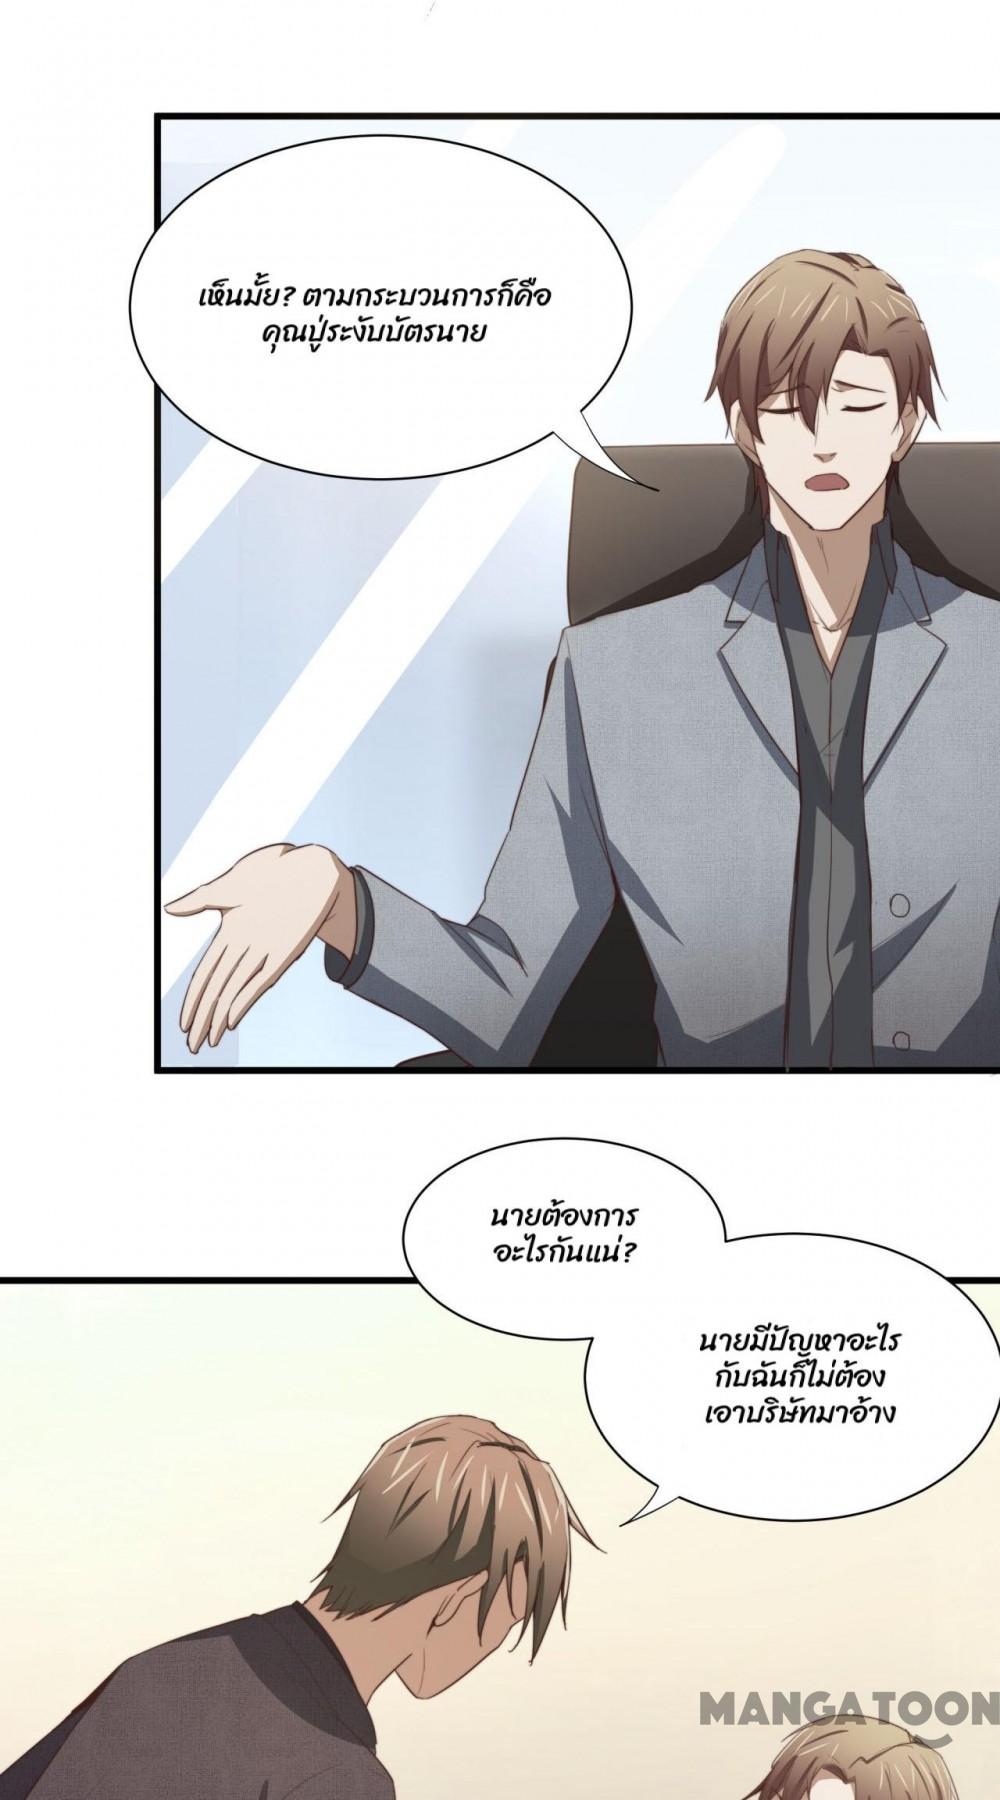 เห็นมั้ย? ตามกระบวนการก็คือ
คุณปู่ระงับบัตรนาย
นายต้องการ
อะไรกันแน่?
นายมีปัญหาอะไร
กับฉันก็ไม่ต้อง
เอาบริษัทมาอ้าง
MANGATOON